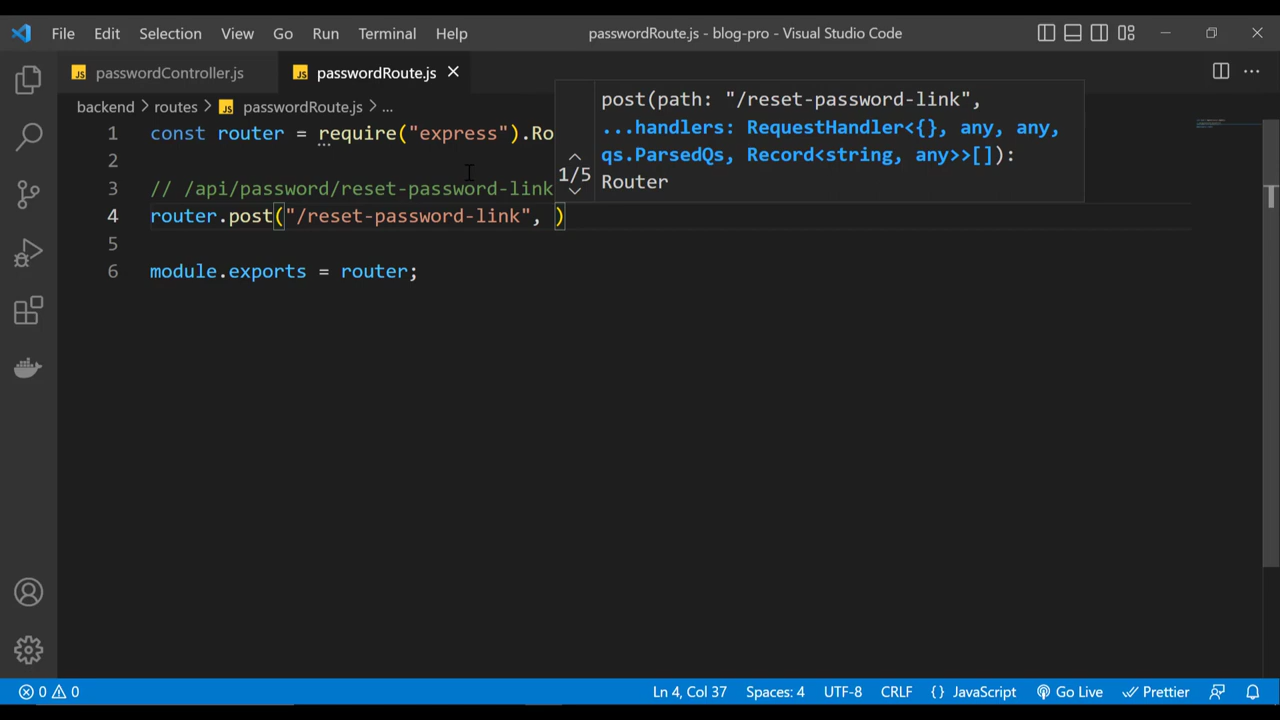 File Edit Selection View Go Run Terminal Help passwordRoute.js - blog-pro - Visual Studio Code
JS passwordController.js JS passwordRoute.js
backend > routes > JS passwordRoute.js > ...
1 const router = require("express").Ro
2
3 // /api/password/reset-password-link
4 router.post("/reset-password-link", )
5
6 module.exports = router;
1/5
post(path: "/reset-password-link",
...handlers: RequestHandler<{}, any, any,
qs.ParsedQs, Record<string, any>>[]):
Router
0 0 Ln 4, Col 37 Spaces: 4 UTF-8 CRLF {} JavaScript Go Live Prettier